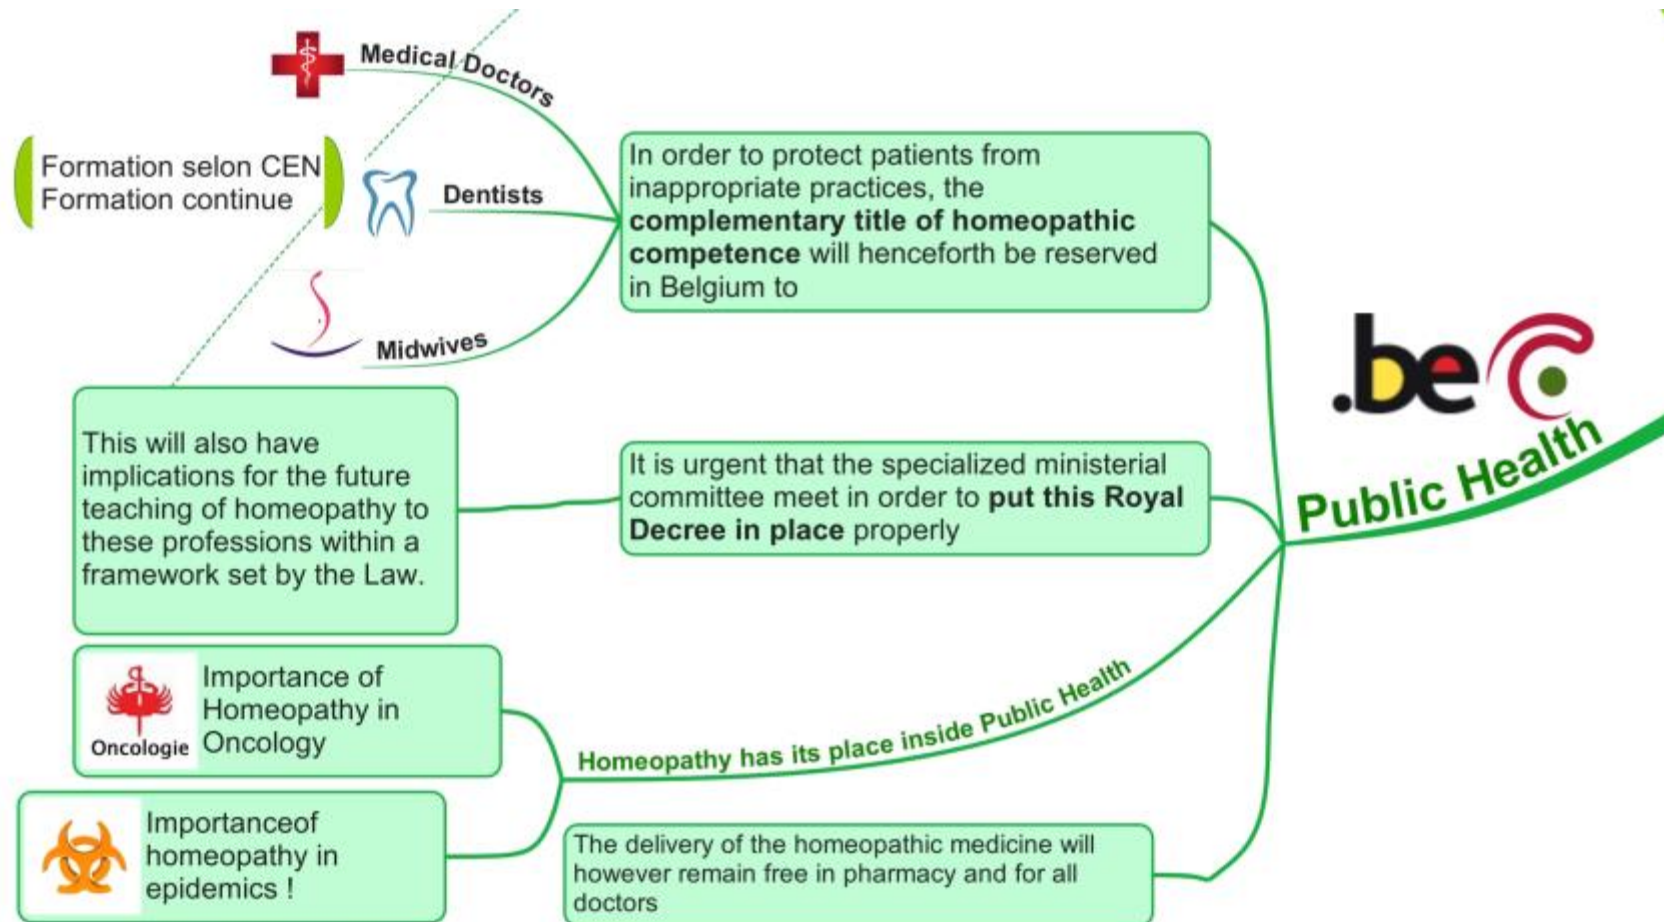 Medical Doctors
Formation selon CEN
Formation continue
Dentists
Midwives
In order to protect patients from
inappropriate practices, the
complementary title of homeopathic
competence will henceforth be reserved
in Belgium to
.be
Public Health
This will also have
implications for the future
teaching of homeopathy to
these professions within a
framework set by the Law.
It is urgent that the specialized ministerial
committee meet in order to put this Royal
Decree in place properly
Oncologie
Importance of
Homeopathy in
Oncology
Homeopathy has its place inside Public Health
Importanceof
homeopathy in
epidemics !
The delivery of the homeopathic medicine will
however remain free in pharmacy and for all
doctors